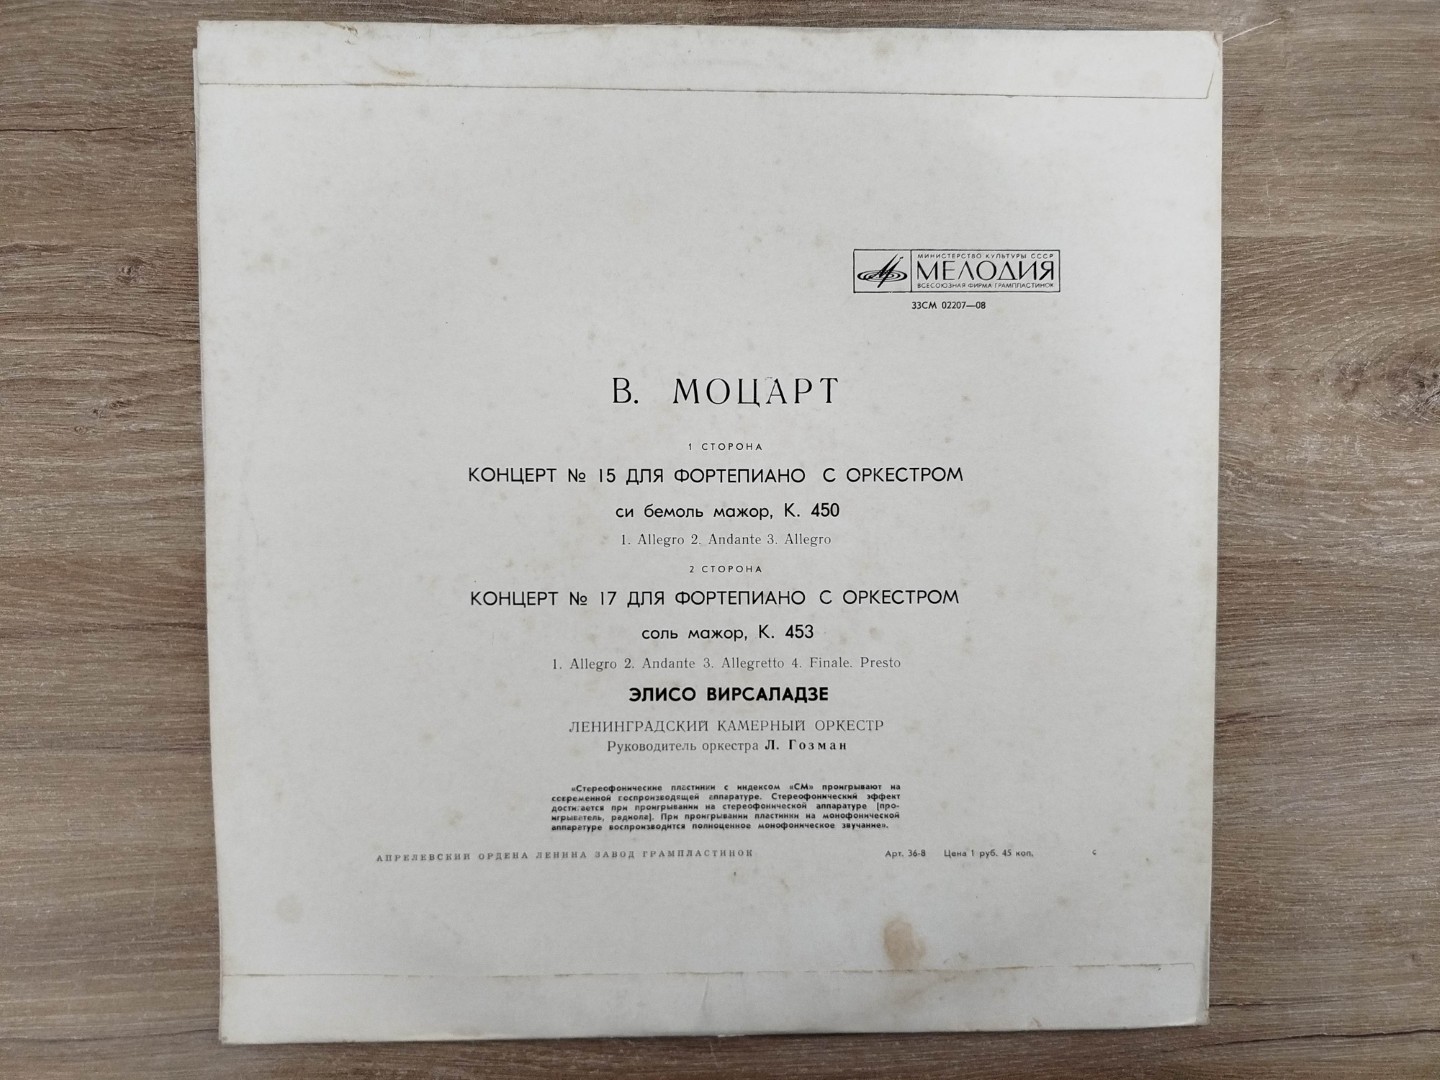 МИНИСТЕРСТВО КУЛЬТУРЫ СССР
МЕЛОДИЯ
ВСЕСОЮЗНАЯ ФИРМА ГРАМПЛАСТИНОК
33СМ 02207—08
В. МОЦАРТ
1 СТОРОНА
КОНЦЕРТ № 15 ДЛЯ ФОРТЕПИАНО С ОРКЕСТРОМ
си бемоль мажор, К. 450
1. Allegro 2. Andante 3. Allegro
2 СТОРОНА
КОНЦЕРТ № 17 ДЛЯ ФОРТЕПИАНО С ОРКЕСТРОМ
соль мажор, К. 453
1. Allegro 2. Andante 3. Allegretto 4. Finale. Presto
ЭЛИСО ВИРСАЛАДЗЕ
ЛЕНИНГРАДСКИЙ КАМЕРНЫЙ ОРКЕСТР
Руководитель оркестра Л. Гозман
«Стереофонические пластинки с индексом «СМ» проигрывают на
современной воспроизводящей аппаратуре. Стереофонический эффект
достигается при проигрывании на стереофонической аппаратуре (про-
игрыватель, радиола). При проигрывании пластинки на монофонической
аппаратуре воспроизводится полноценное монофоническое звучание».
АПРЕЛЕВСКИЙ ОРДЕНА ЛЕНИНА ЗАВОД ГРАМПЛАСТИНОК
Арт. 36-8 Цена 1 руб. 45 коп.